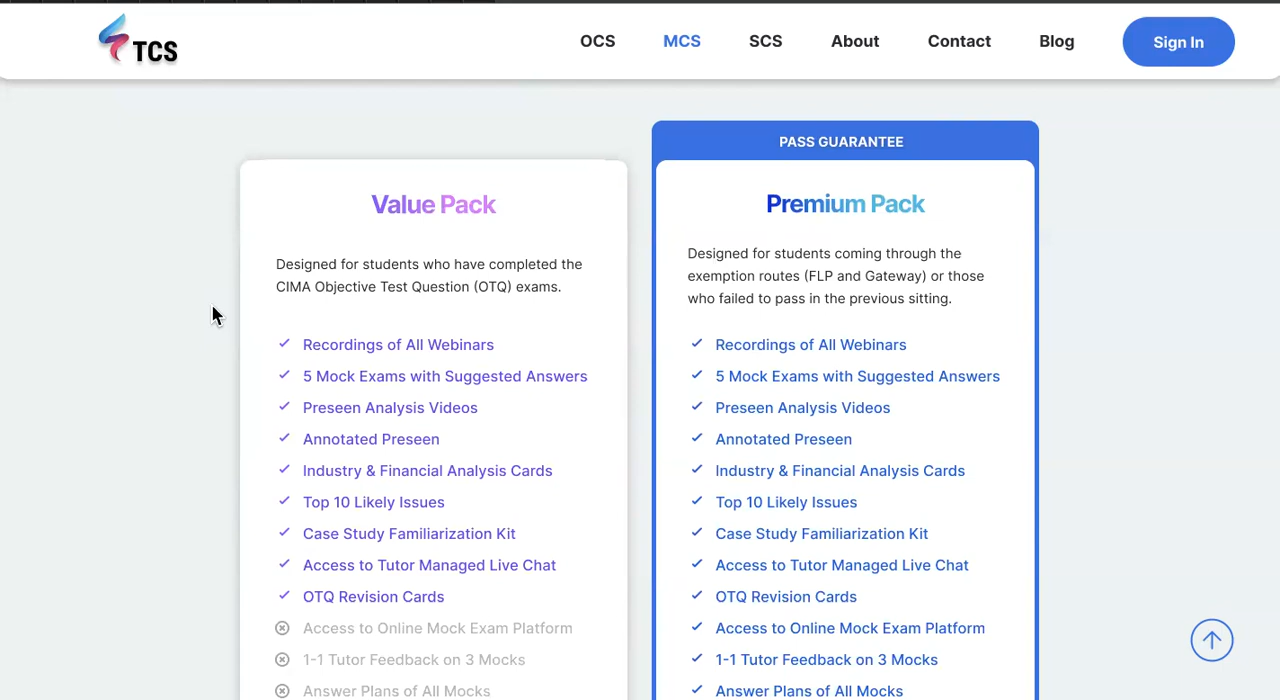 TCS
OCS
MCS
SCS
About
Contact
Blog
Sign In
Value Pack
Designed for students who have completed the
CIMA Objective Test Question (OTQ) exams.
Recordings of All Webinars
5 Mock Exams with Suggested Answers
Preseen Analysis Videos
Annotated Preseen
Industry & Financial Analysis Cards
Top 10 Likely Issues
Case Study Familiarization Kit
Access to Tutor Managed Live Chat
OTQ Revision Cards
Access to Online Mock Exam Platform
1-1 Tutor Feedback on 3 Mocks
Answer Plans of All Mocks
PASS GUARANTEE
Premium Pack
Designed for students coming through the
exemption routes (FLP and Gateway) or those
who failed to pass in the previous sitting.
Recordings of All Webinars
5 Mock Exams with Suggested Answers
Preseen Analysis Videos
Annotated Preseen
Industry & Financial Analysis Cards
Top 10 Likely Issues
Case Study Familiarization Kit
Access to Tutor Managed Live Chat
OTQ Revision Cards
Access to Online Mock Exam Platform
1-1 Tutor Feedback on 3 Mocks
Answer Plans of All Mocks